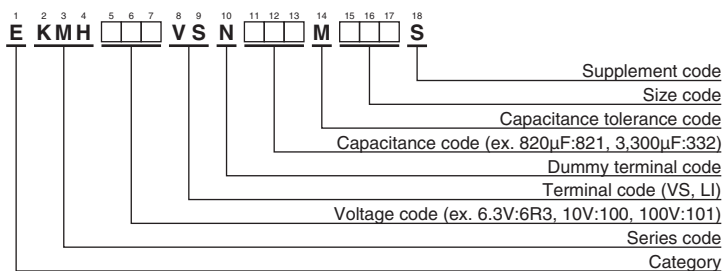 1 2 3 4 5 6 7 8 9 10 11 12 13 14 15 16 17 18
E KMH VS N M S
Supplement code
Size code
Capacitance tolerance code
Capacitance code (ex. 820µF:821, 3,300µF:332)
Dummy terminal code
Terminal code (VS, LI)
Voltage code (ex. 6.3V:6R3, 10V:100, 100V:101)
Series code
Category